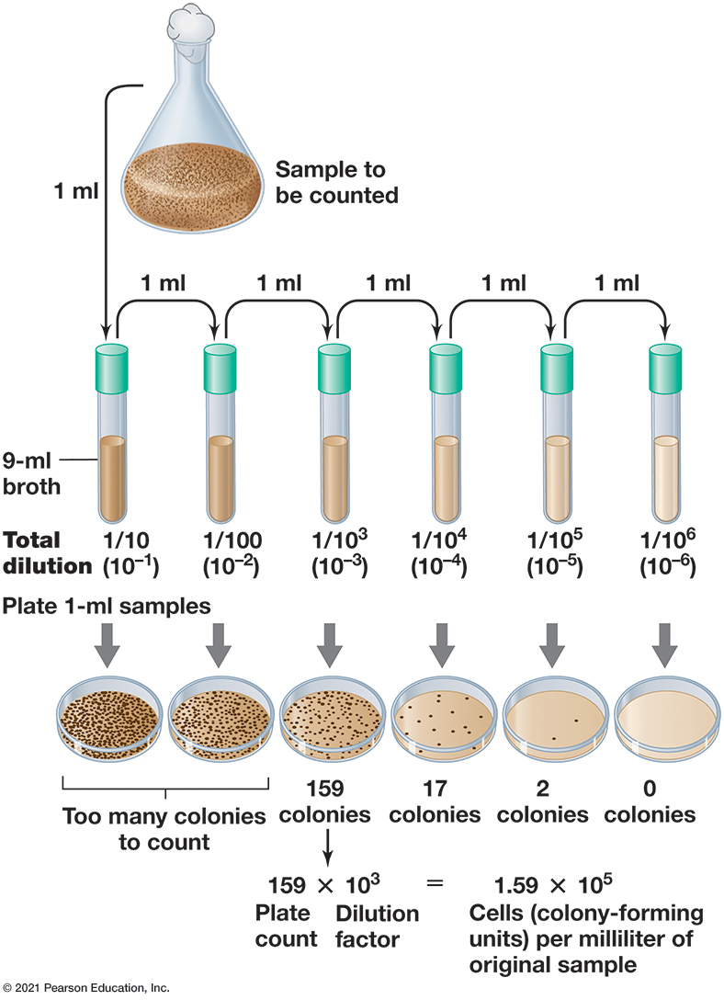 Sample to
be counted
1 ml
1 ml 1 ml 1 ml 1 ml 1 ml
9-ml
broth
Total 1/10 1/100 1/10³ 1/10⁴ 1/10⁵ 1/10⁶
dilution (10⁻¹) (10⁻²) (10⁻³) (10⁻⁴) (10⁻⁵) (10⁻⁶)
Plate 1-ml samples
159 17 2 0
colonies colonies colonies colonies
Too many colonies
to count
159 × 10³ = 1.59 × 10⁵
Plate Dilution Cells (colony-forming
count factor units) per milliliter of
original sample
© 2021 Pearson Education, Inc.